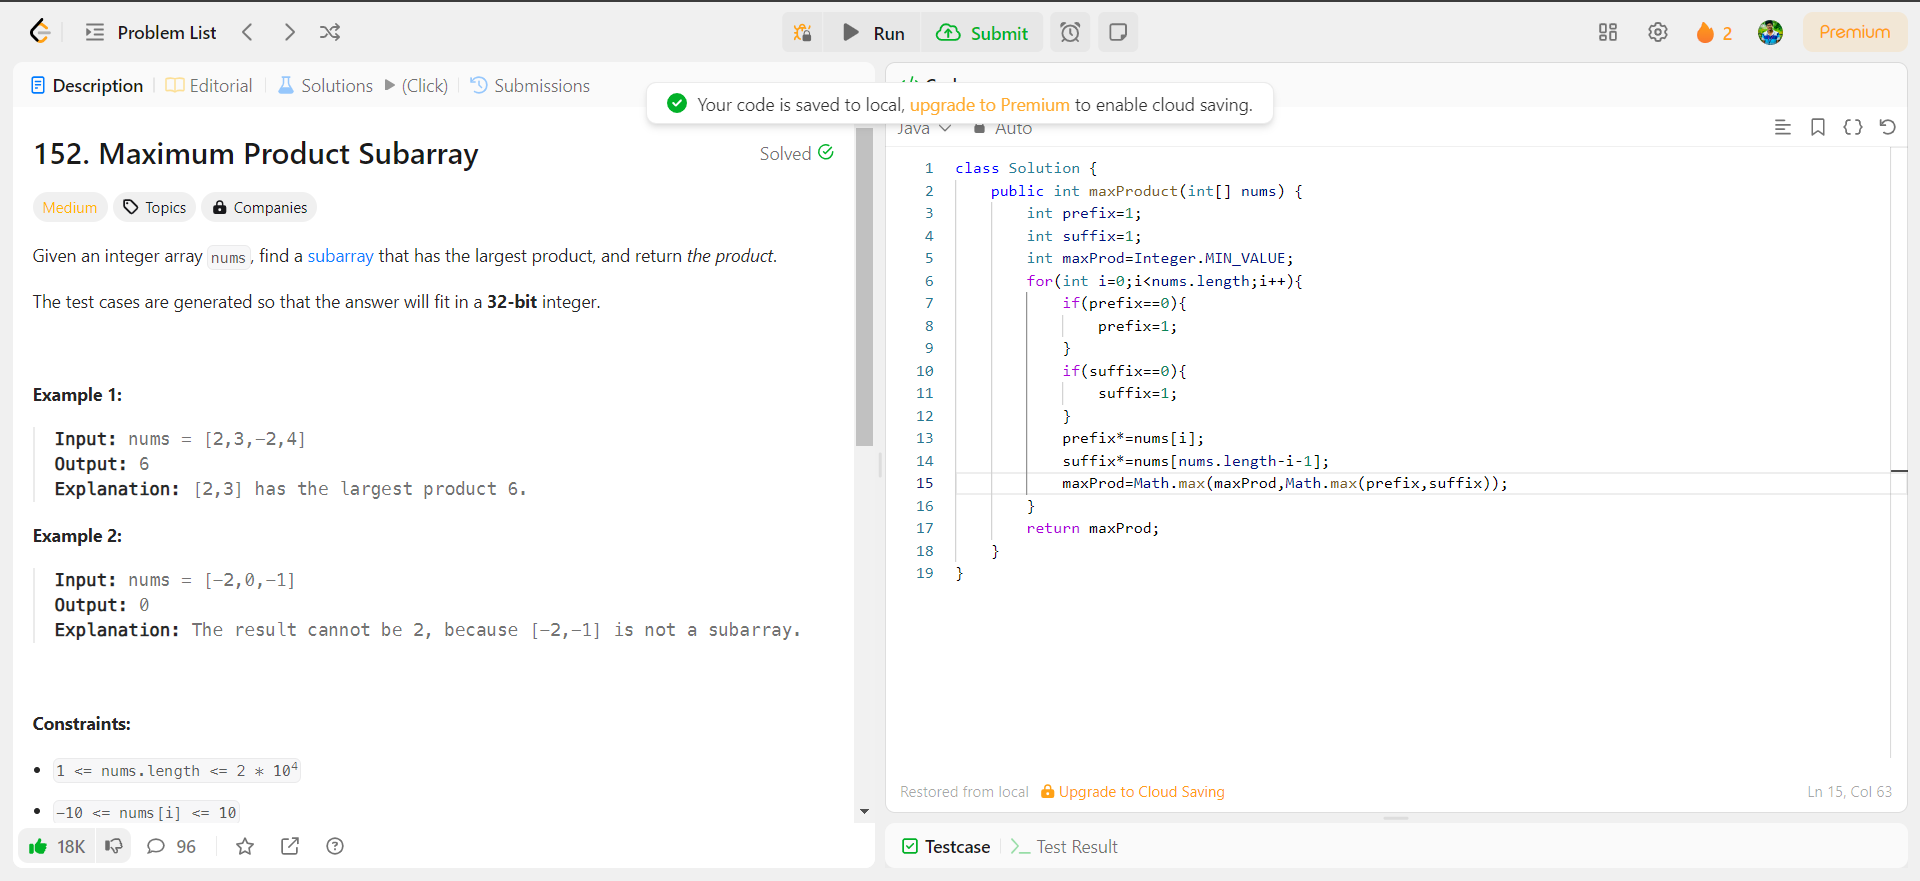 Problem List
Run
Submit
2
Premium
Description
Editorial
Solutions
(Click)
Submissions
Your code is saved to local, upgrade to Premium to enable cloud saving.
152. Maximum Product Subarray
Solved
Medium
Topics
Companies
Given an integer array nums, find a subarray that has the largest product, and return the product.
The test cases are generated so that the answer will fit in a 32-bit integer.
Example 1:
Input: nums = [2,3,-2,4]
Output: 6
Explanation: [2,3] has the largest product 6.
Example 2:
Input: nums = [-2,0,-1]
Output: 0
Explanation: The result cannot be 2, because [-2,-1] is not a subarray.
Constraints:
• 1 <= nums.length <= 2 * 10⁴
• -10 <= nums[i] <= 10
18K
96
Java
Auto
1 class Solution {
2     public int maxProduct(int[] nums) {
3         int prefix=1;
4         int suffix=1;
5         int maxProd=Integer.MIN_VALUE;
6         for(int i=0;i<nums.length;i++){
7             if(prefix==0){
8                 prefix=1;
9             }
10             if(suffix==0){
11                 suffix=1;
12             }
13             prefix*=nums[i];
14             suffix*=nums[nums.length-i-1];
15             maxProd=Math.max(maxProd,Math.max(prefix,suffix));
16         }
17         return maxProd;
18     }
19 }
Restored from local
Upgrade to Cloud Saving
Ln 15, Col 63
Testcase
Test Result